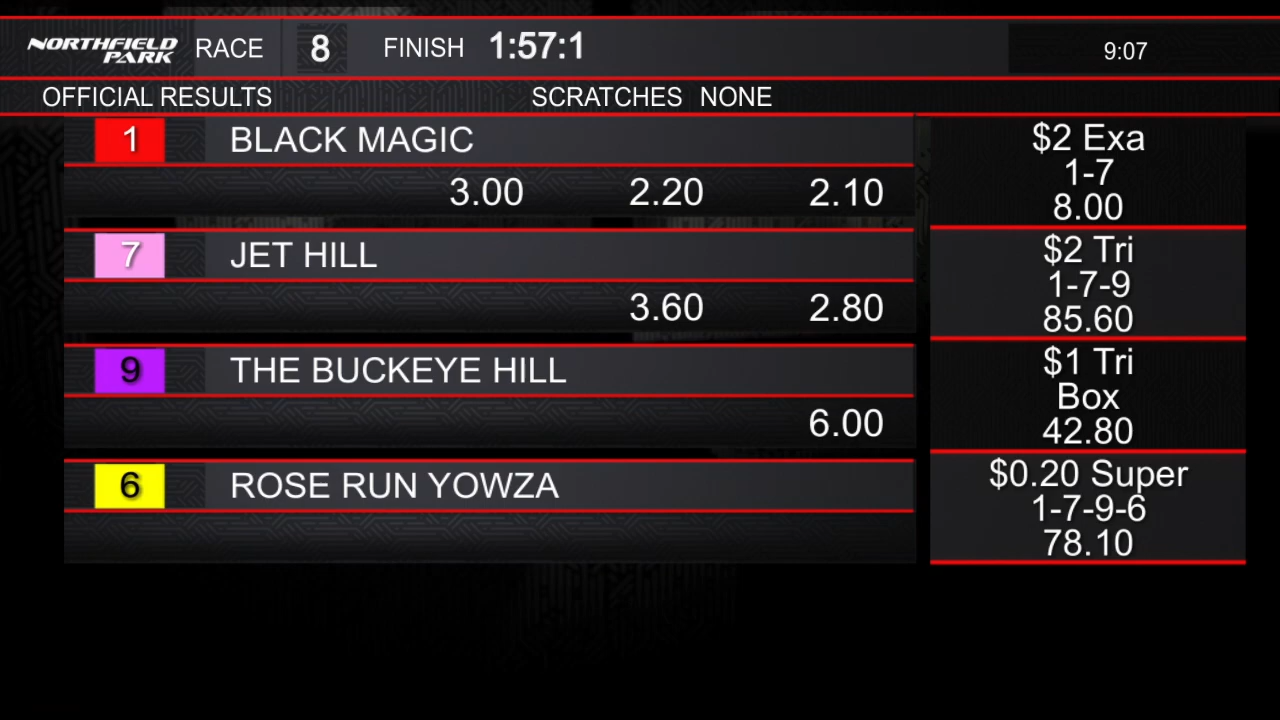 NORTHFIELD PARK RACE 8 FINISH 1:57:1 9:07
OFFICIAL RESULTS SCRATCHES NONE
1 BLACK MAGIC
3.00 2.20 2.10
7 JET HILL
3.60 2.80
9 THE BUCKEYE HILL
6.00
6 ROSE RUN YOWZA
$2 Exa
1-7
8.00
$2 Tri
1-7-9
85.60
$1 Tri
Box
42.80
$0.20 Super
1-7-9-6
78.10